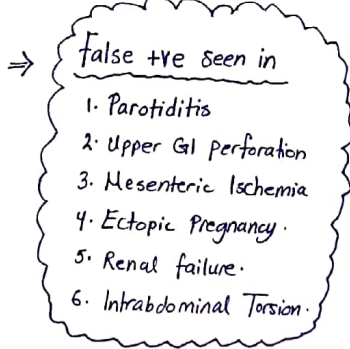 ⇒ False +ve seen in
1. Parotiditis
2. Upper GI perforation
3. Mesenteric Ischemia
4. Ectopic Pregnancy.
5. Renal failure.
6. Intrabdominal Torsion.